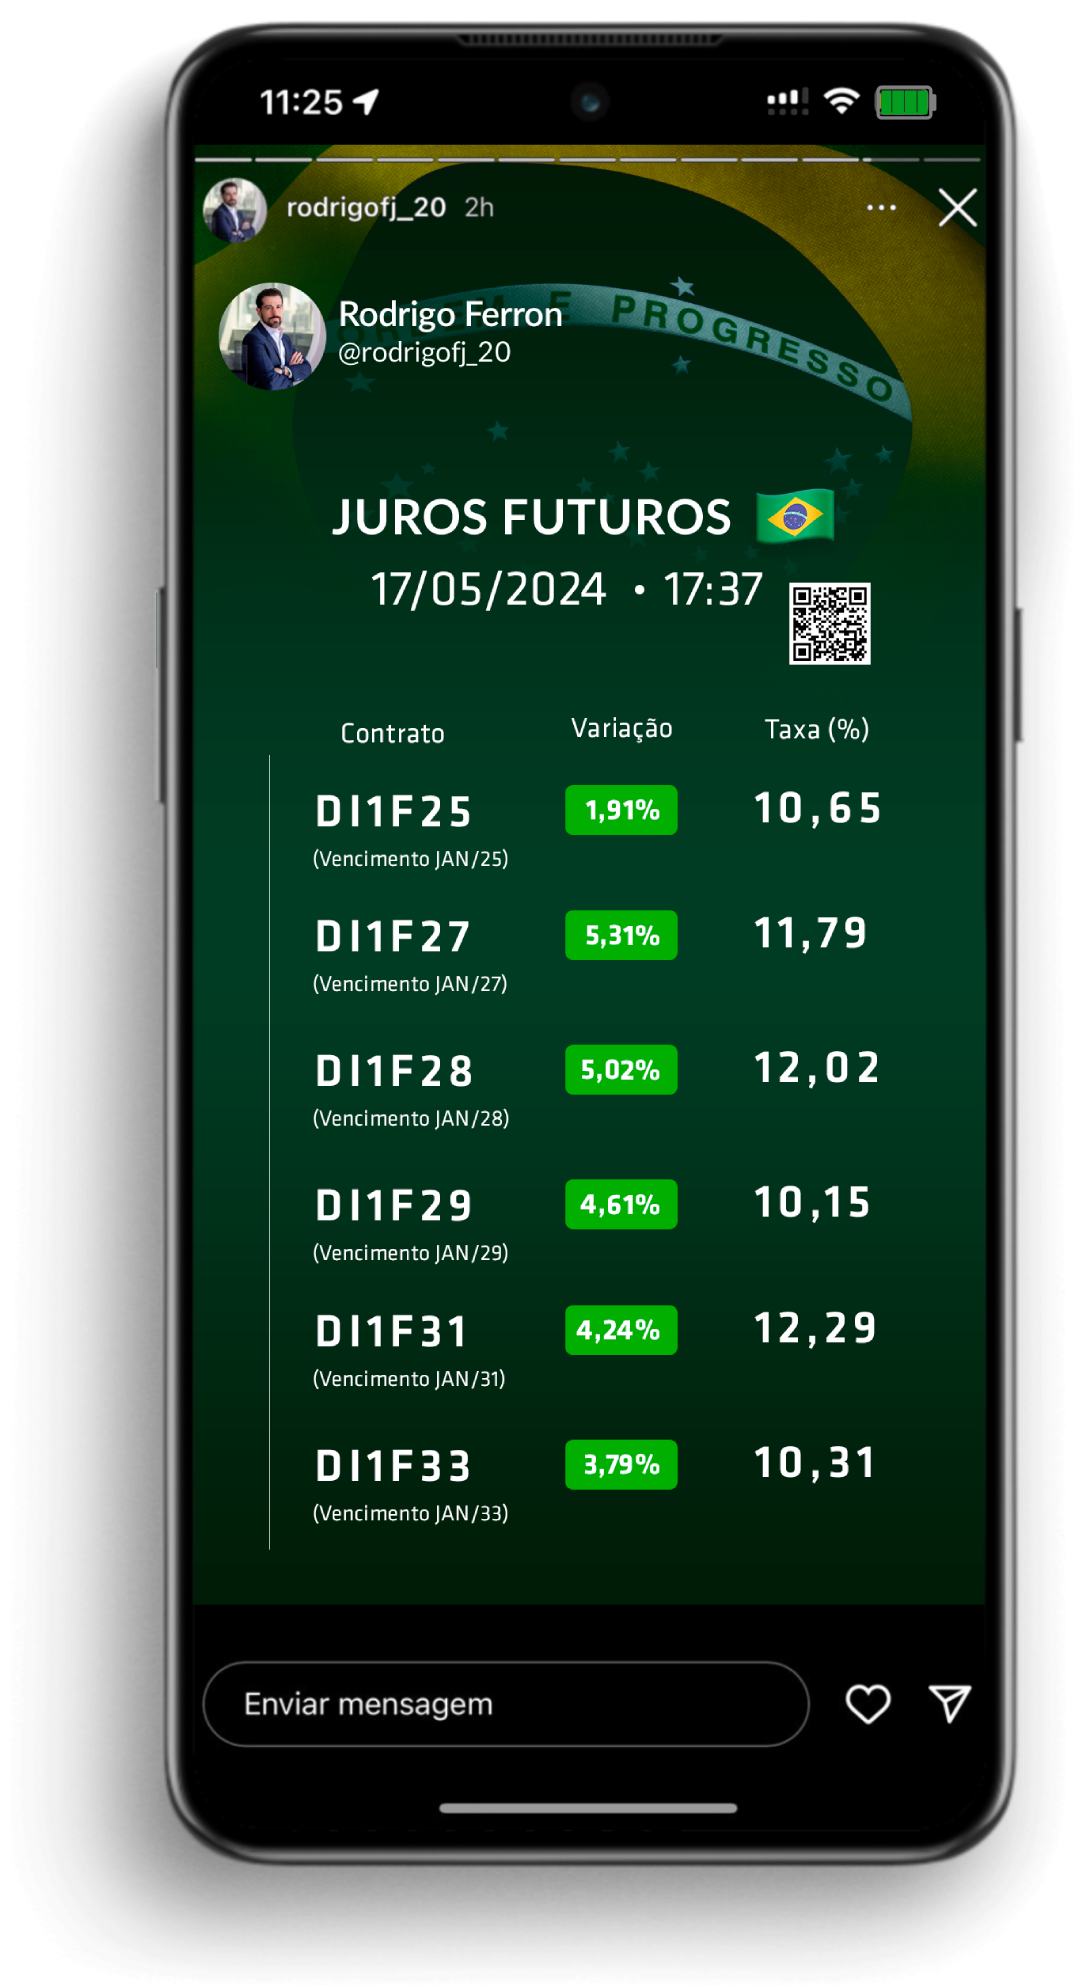 11:25
rodrigofj_20 2h
ORDEM E PROGRESSO
Rodrigo Ferron
@rodrigofj_20
JUROS FUTUROS
17/05/2024 • 17:37
Contrato Variação Taxa (%)
DI1F25 1,91% 10,65
(Vencimento JAN/25)
DI1F27 5,31% 11,79
(Vencimento JAN/27)
DI1F28 5,02% 12,02
(Vencimento JAN/28)
DI1F29 4,61% 10,15
(Vencimento JAN/29)
DI1F31 4,24% 12,29
(Vencimento JAN/31)
DI1F33 3,79% 10,31
(Vencimento JAN/33)
Enviar mensagem